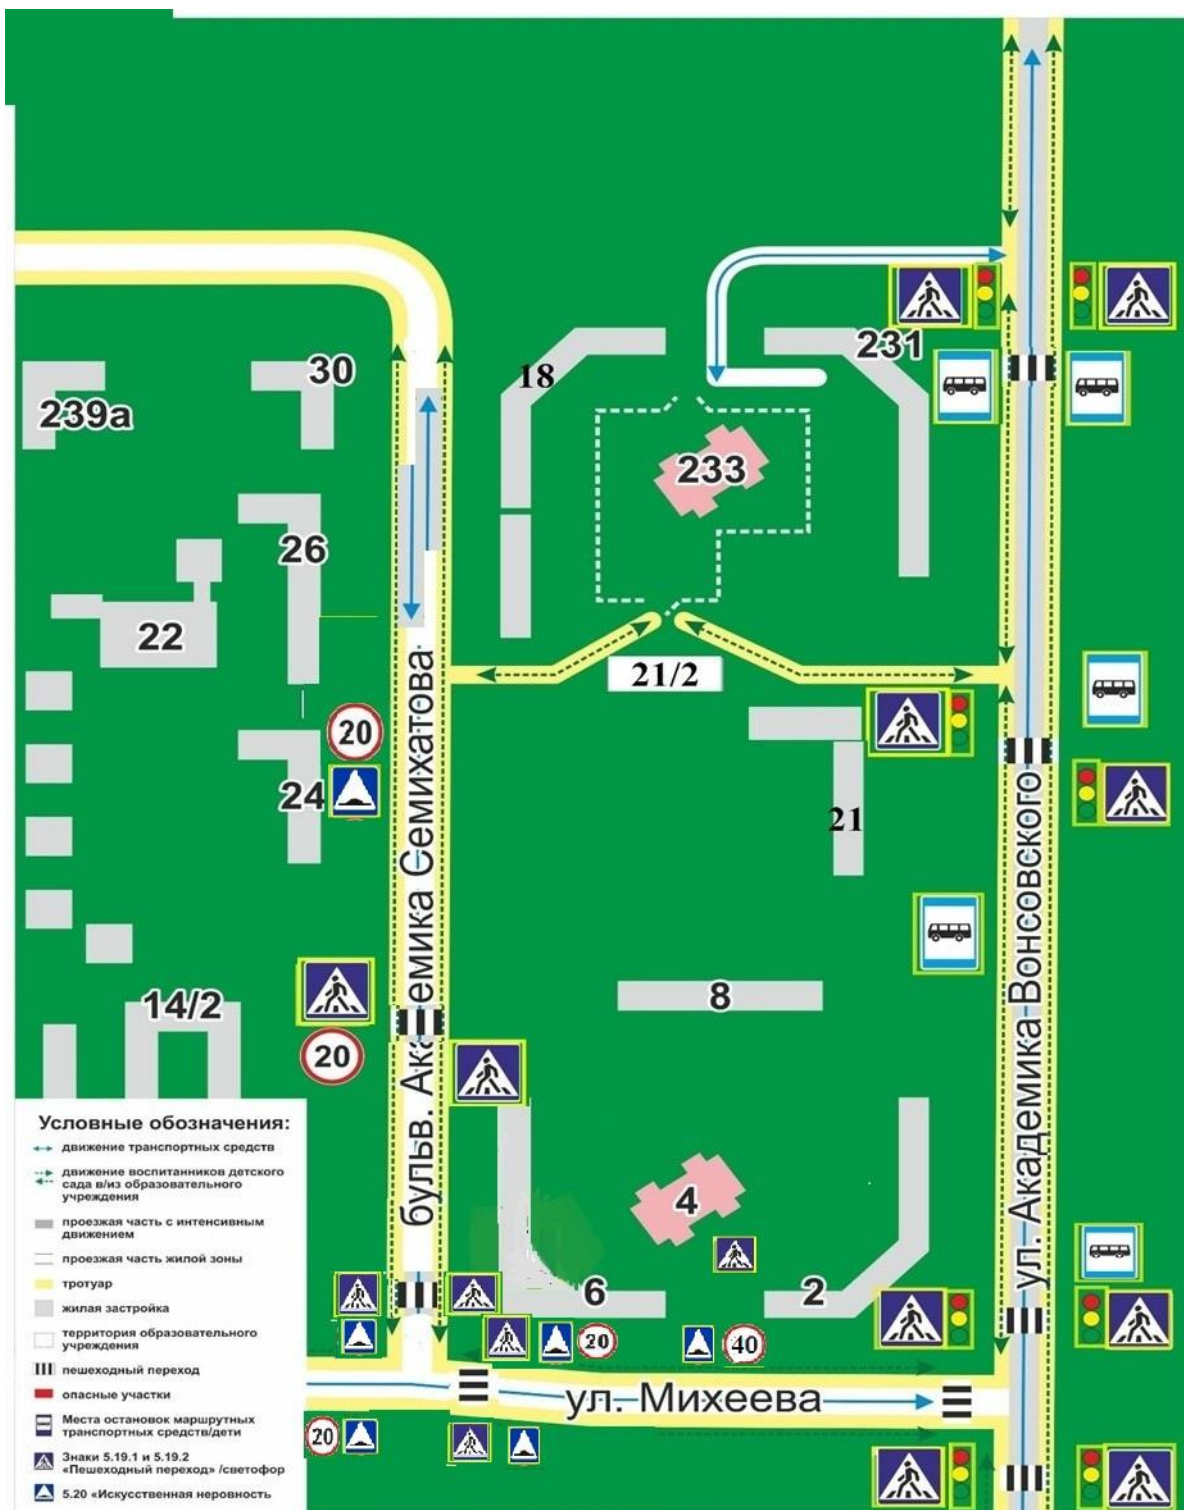 231
30
18
239а
233
26
22
21/2
20
24
21
бульв. Академика Семихатова
ул. Академика Вонсовского
8
14/2
20
4
6
2
20
40
ул. Михеева
20
Условные обозначения:
движение транспортных средств
движение воспитанников детского
сада в/из образовательного
учреждения
проезжая часть с интенсивным
движением
проезжая часть жилой зоны
тротуар
жилая застройка
территория образовательного
учреждения
пешеходный переход
опасные участки
Места остановок маршрутных
транспортных средств/дети
Знаки 5.19.1 и 5.19.2
«Пешеходный переход» /светофор
5.20 «Искусственная неровность